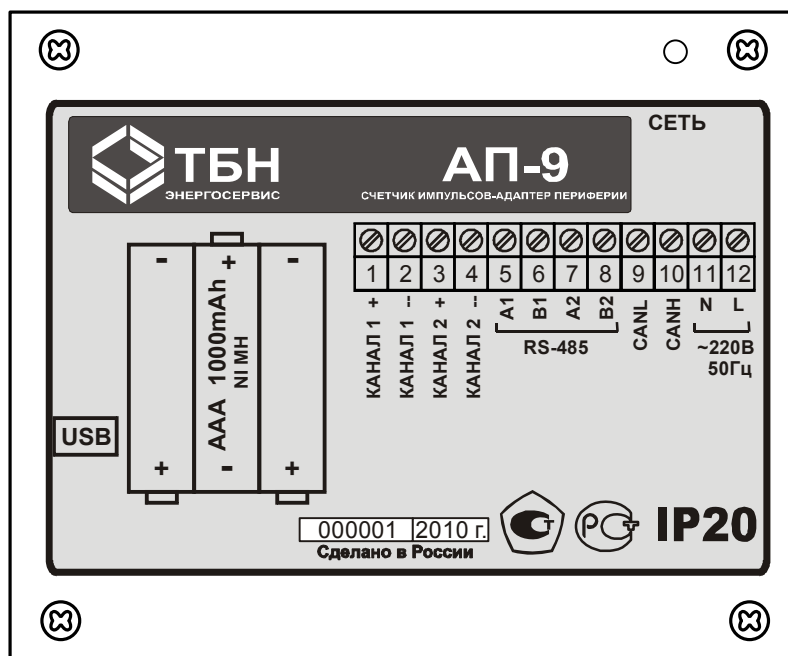 СЕТЬ
ТБН
ЭНЕРГОСЕРВИС
АП-9
СЧЕТЧИК ИМПУЛЬСОВ-АДАПТЕР ПЕРИФЕРИИ
1 2 3 4 5 6 7 8 9 10 11 12
КАНАЛ 1 +
КАНАЛ 1 --
КАНАЛ 2 +
КАНАЛ 2 --
A1
B1
A2
B2
CANL
CANH
N
L
RS-485
~220В
50Гц
- + -
AAA 1000mAh
NI MH
+ - +
USB
000001 2010 г.
Сделано в России
С т
РСт
IP20